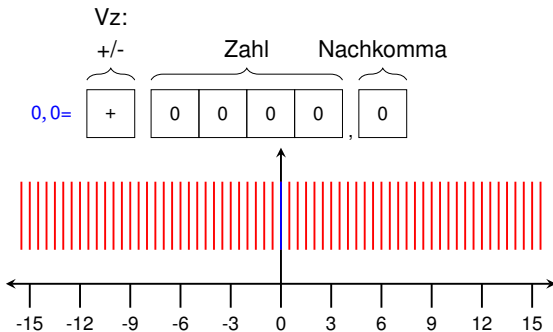 Vz:
+/- Zahl Nachkomma
0,0= + 0 0 0 0 , 0
-15 -12 -9 -6 -3 0 3 6 9 12 15